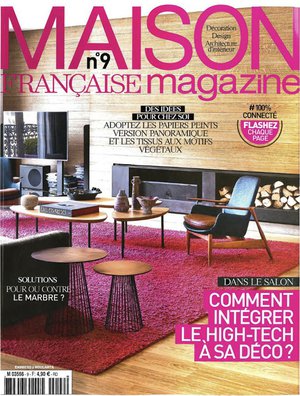 MAISON
n°9
Décoration
Design
Architecture
d'intérieur
FRANÇAISE magazine
DES IDÉES
POUR CHEZ SOI
ADOPTEZ LES PAPIERS PEINTS
VERSION PANORAMIQUE
ET LES TISSUS AUX MOTIFS
VÉGÉTAUX
#100%
CONNECTÉ
FLASHEZ
CHAQUE
PAGE
SOLUTIONS
POUR OU CONTRE
LE MARBRE ?
DANS LE SALON
COMMENT
INTÉGRER
LE HIGH-TECH
À SA DÉCO ?
M 03566 - 9 - F: 4,90 € - RD